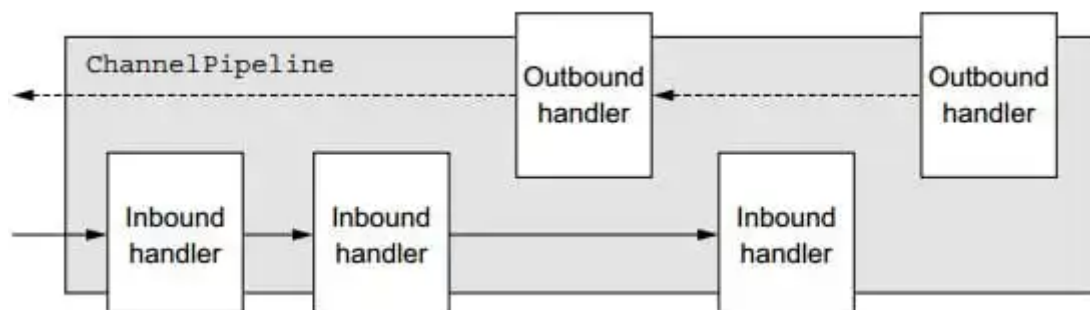 ChannelPipeline
Outbound
handler
Outbound
handler
Inbound
handler
Inbound
handler
Inbound
handler